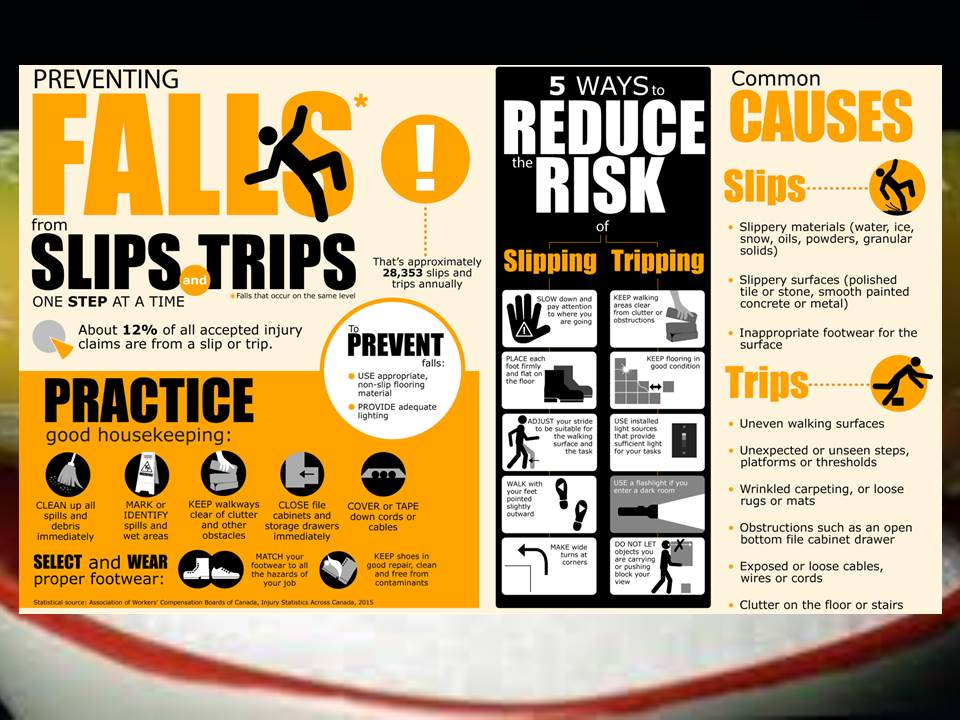 PREVENTING
FALLS*
from
SLIPS and TRIPS
ONE STEP AT A TIME
*Falls that occur on the same level
!
That's approximately
28,353 slips and
trips annually
About 12% of all accepted injury
claims are from a slip or trip.
To
PREVENT
falls:
USE appropriate,
non-slip flooring
material
PROVIDE adequate
lighting
PRACTICE
good housekeeping:
CLEAN up all
spills and
debris
immediately
MARK or
IDENTIFY
spills and
wet areas
KEEP walkways
clear of clutter
and other
obstacles
CLOSE file
cabinets and
storage drawers
immediately
COVER or TAPE
down cords or
cables
SELECT and WEAR
proper footwear:
MATCH your
footwear to all
the hazards of
your job
KEEP shoes in
good repair, clean
and free from
contaminants
Statistical source: Association of Workers' Compensation Boards of Canada, Injury Statistics Across Canada, 2015
5 WAYS to
REDUCE
the RISK
of
Slipping
SLOW down and
pay attention
to where you
are going
PLACE each
foot firmly
and flat on
the floor
ADJUST your stride
to be suitable for
the walking
surface and
the task
WALK with
your feet
pointed
slightly
outward
MAKE wide
turns at
corners
Tripping
KEEP walking
areas clear
from clutter or
obstructions
KEEP flooring in
good condition
USE installed
light sources
that provide
sufficient light
for your tasks
USE a flashlight if you
enter a dark room
DO NOT LET
objects you
are carrying
or pushing
block your
view
Common
CAUSES
Slips
Slippery materials (water, ice,
snow, oils, powders, granular
solids)
Slippery surfaces (polished
tile or stone, smooth painted
concrete or metal)
Inappropriate footwear for the
surface
Trips
Uneven walking surfaces
Unexpected or unseen steps,
platforms or thresholds
Wrinkled carpeting, or loose
rugs or mats
Obstructions such as an open
bottom file cabinet drawer
Exposed or loose cables,
wires or cords
Clutter on the floor or stairs